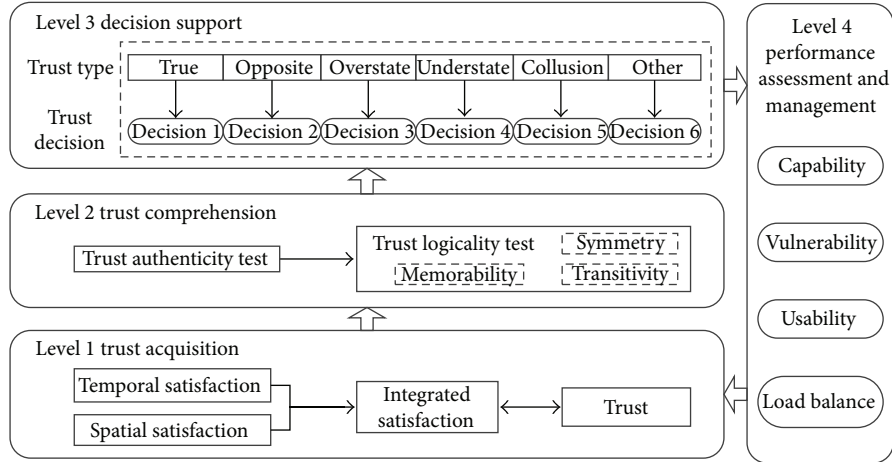 Level 3 decision support
Trust type
True
Opposite
Overstate
Understate
Collusion
Other
Trust
decision
Decision 1
Decision 2
Decision 3
Decision 4
Decision 5
Decision 6
Level 2 trust comprehension
Trust authenticity test
Trust logicality test
Symmetry
Memorability
Transitivity
Level 1 trust acquisition
Temporal satisfaction
Spatial satisfaction
Integrated
satisfaction
Trust
Level 4
performance
assessment and
management
Capability
Vulnerability
Usability
Load balance